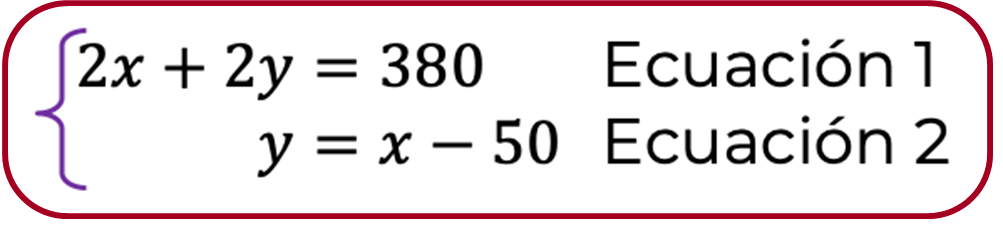 2x + 2y = 380 Ecuación 1
y = x − 50 Ecuación 2